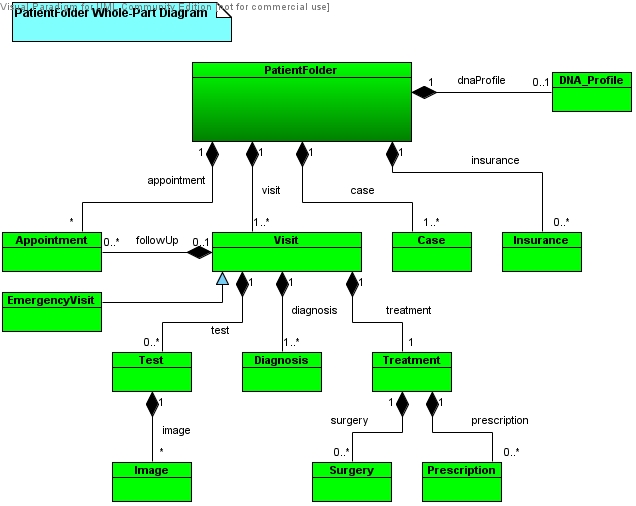 Visual Paradigm for UML Community Edition [not for commercial use]
PatientFolder Whole-Part Diagram
PatientFolder
1 dnaProfile 0..1
DNA_Profile
1 1 1 1
appointment visit case insurance
* 1..* 1..* 0..*
Appointment
0..* followUp 0..1
Visit
Case
Insurance
EmergencyVisit
1 1 1
test diagnosis treatment
0..* 1..* 1
Test
Diagnosis
Treatment
1 1 1
image surgery prescription
* 0..* 0..*
Image
Surgery
Prescription